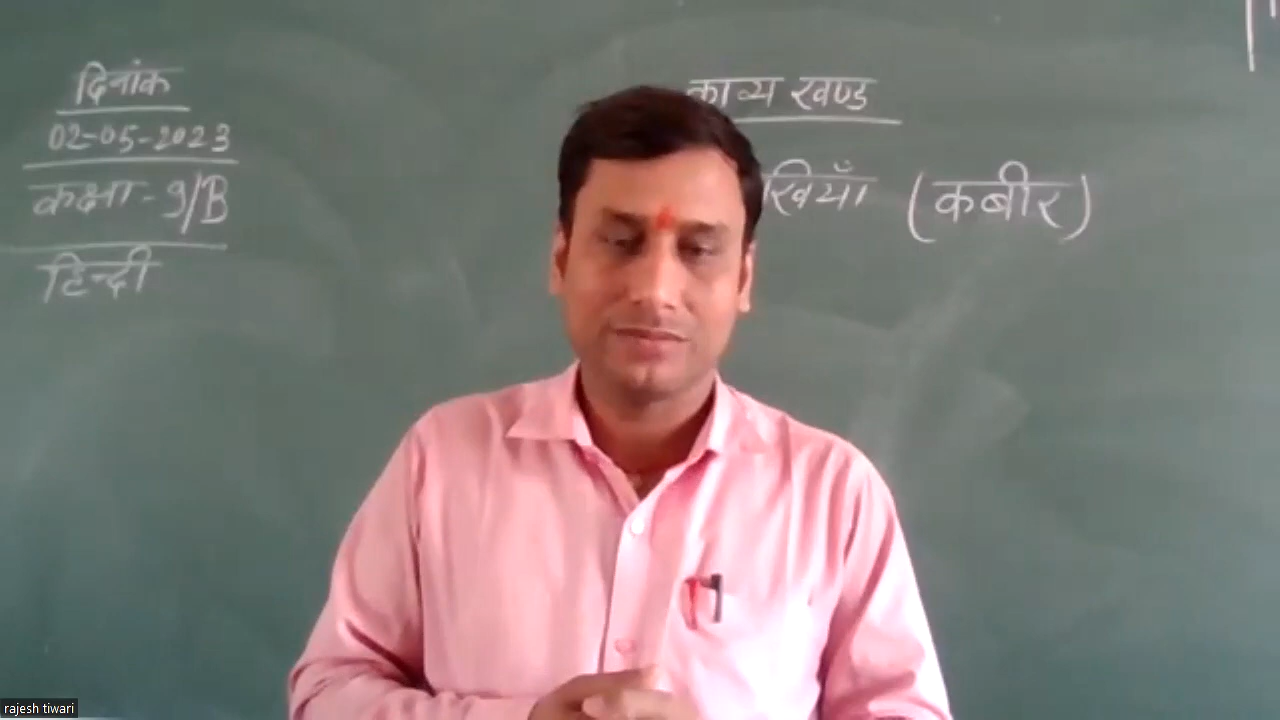 दिनांक
02-05-2023
कक्षा - 9/B
हिन्दी
काव्य खण्ड
खियाँ (कबीर)
rajesh tiwari